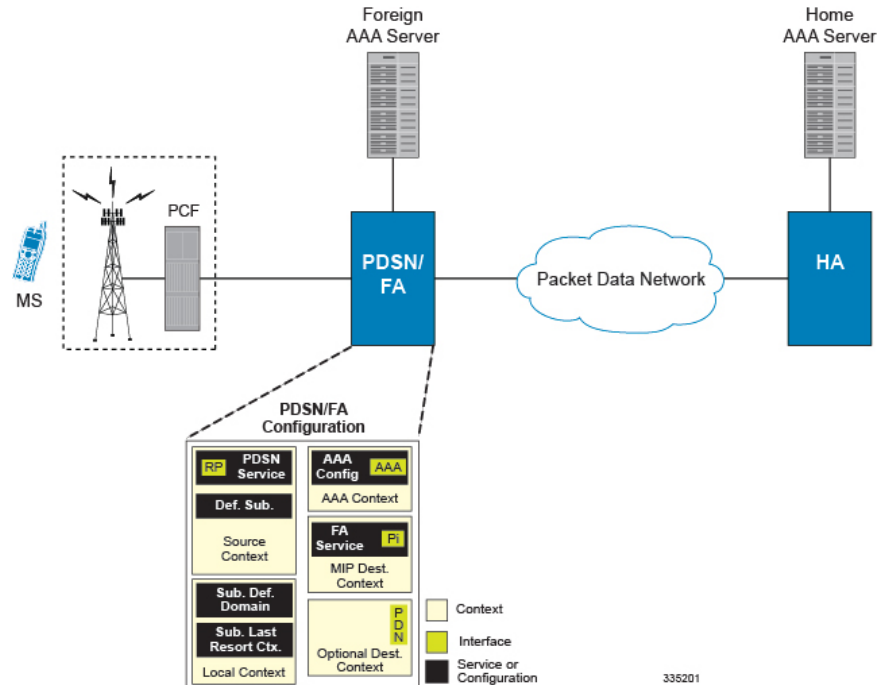 Foreign
AAA Server
Home
AAA Server
PCF
MS
PDSN/
FA
Packet Data Network
HA
PDSN/FA
Configuration
RP
PDSN
Service
Def. Sub.
Source
Context
AAA
Config
AAA
AAA Context
FA
Service
Pi
MIP Dest.
Context
Sub. Def.
Domain
Sub. Last
Resort Ctx.
Local Context
P
D
N
Optional Dest.
Context
Context
Interface
Service or
Configuration
335201